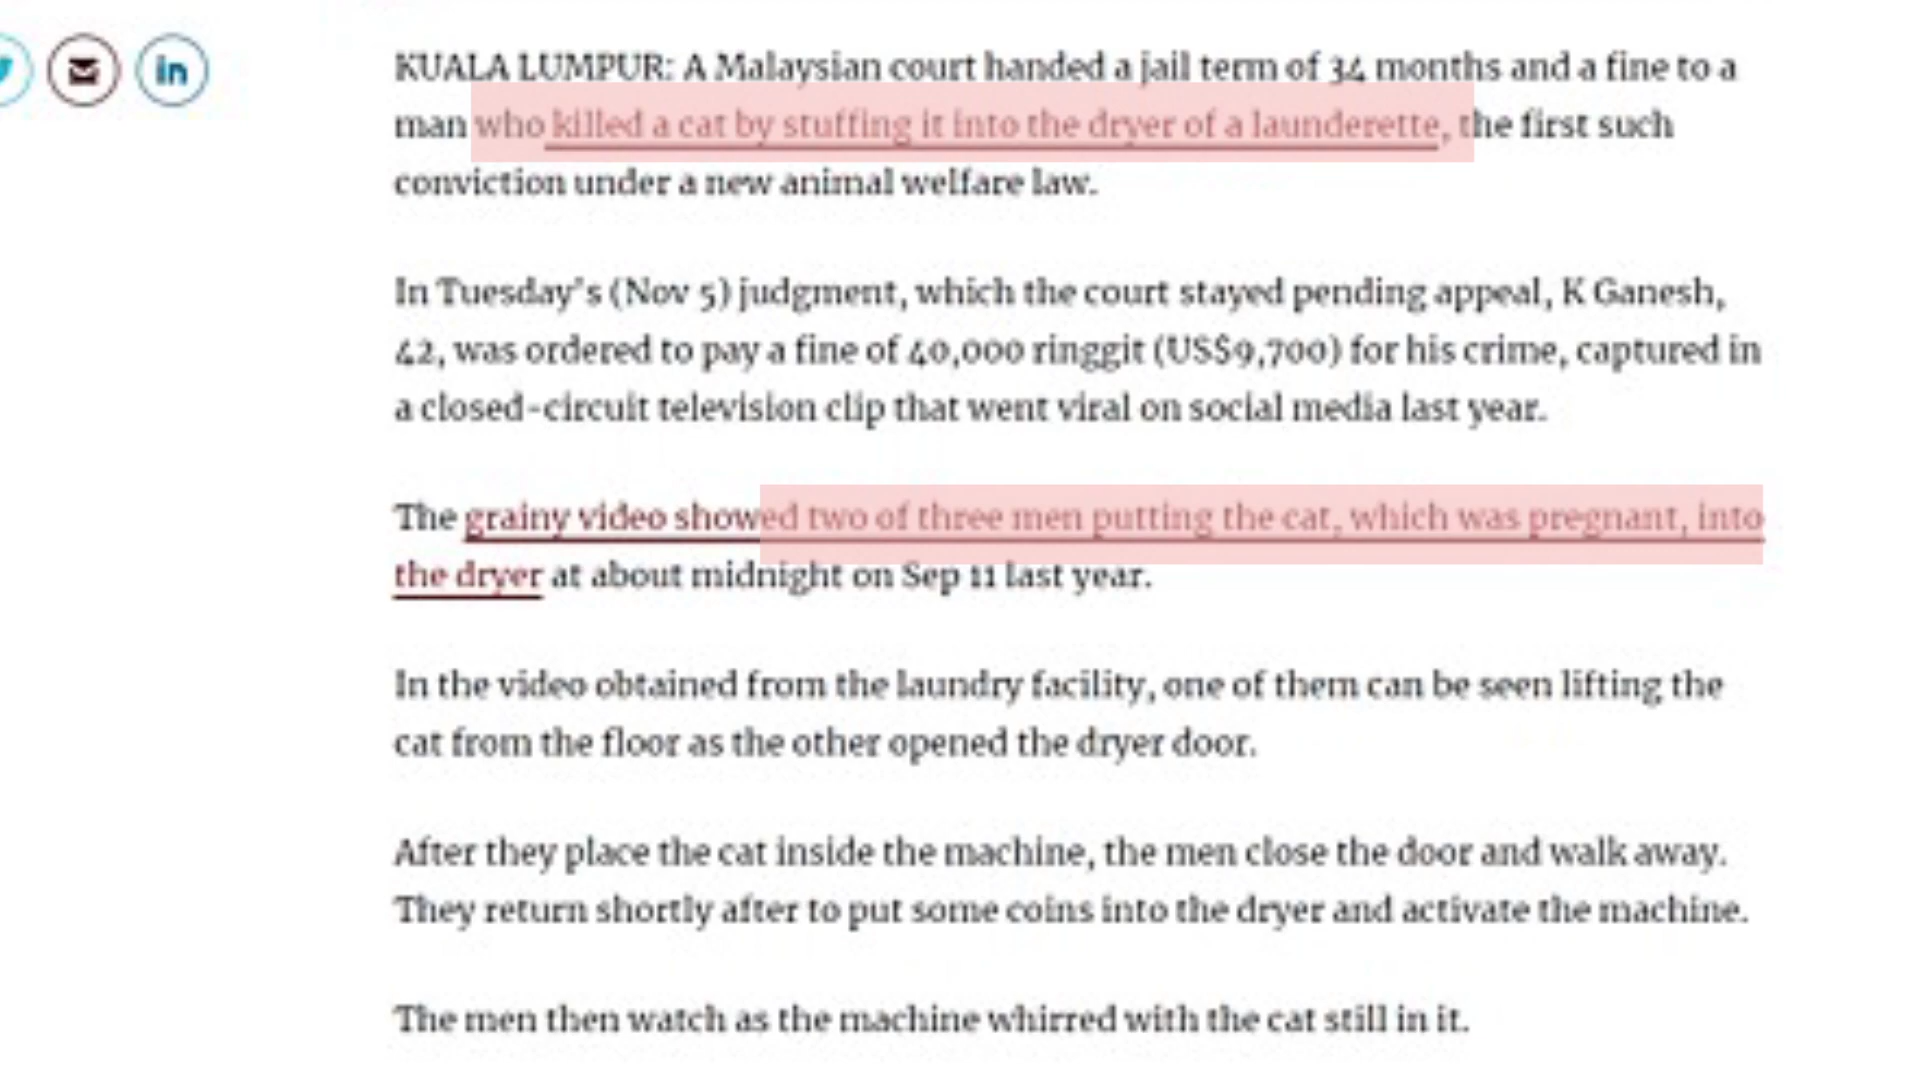 in
KUALA LUMPUR: A Malaysian court handed a jail term of 34 months and a fine to a
man who killed a cat by stuffing it into the dryer of a launderette, the first such
conviction under a new animal welfare law.
In Tuesday's (Nov 5) judgment, which the court stayed pending appeal, K Ganesh,
42, was ordered to pay a fine of 40,000 ringgit (US$9,700) for his crime, captured in
a closed-circuit television clip that went viral on social media last year.
The grainy video showed two of three men putting the cat, which was pregnant, into
the dryer at about midnight on Sep 11 last year.
In the video obtained from the laundry facility, one of them can be seen lifting the
cat from the floor as the other opened the dryer door.
After they place the cat inside the machine, the men close the door and walk away.
They return shortly after to put some coins into the dryer and activate the machine.
The men then watch as the machine whirred with the cat still in it.